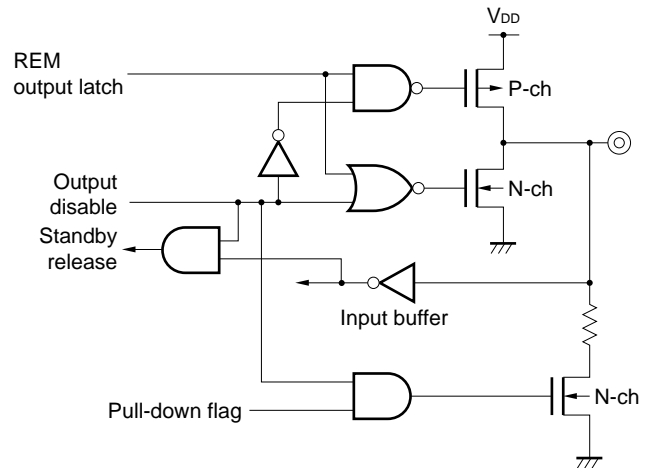 VDD
REM
output latch
P-ch
Output
disable
N-ch
Standby
release
Input buffer
N-ch
Pull-down flag